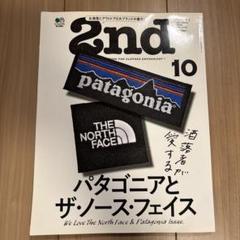 2nd
10
patagonia
THE
NORTH
FACE
洒落者が
愛する
パタゴニアと
ザ・ノース・フェイス
We Love The North Face & Patagonia Issue.